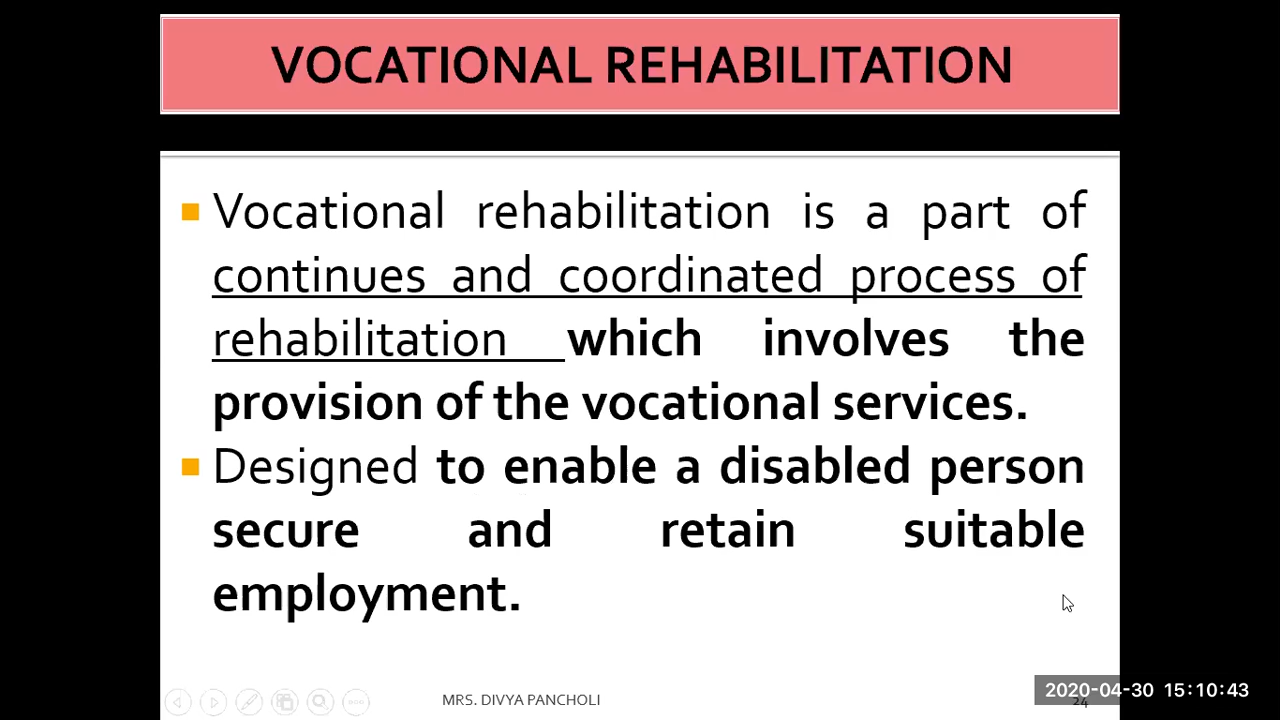 VOCATIONAL REHABILITATION
Vocational rehabilitation is a part of
continues and coordinated process of
rehabilitation which involves the
provision of the vocational services.
Designed to enable a disabled person
secure and retain suitable
employment.
MRS. DIVYA PANCHOLI
2020-04-30 15:10:43
24